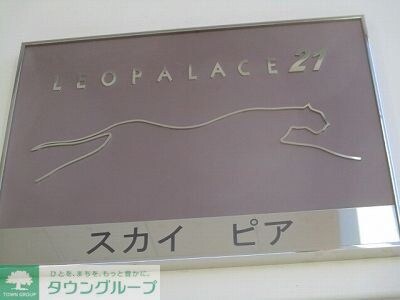 LEOPALACE21
スカイ ピア
ひとを、まちを、もっと豊かに。
タウングループ
TOWN GROUP